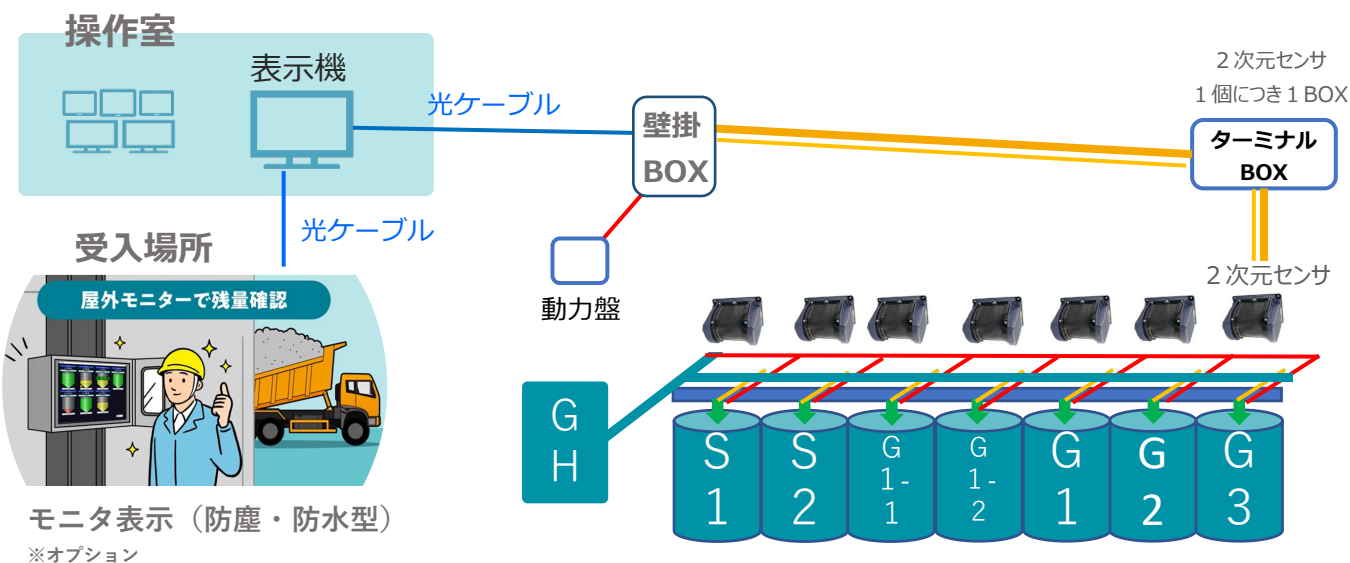 操作室
表示機
光ケーブル
壁掛
BOX
２次元センサ
１個につき１BOX
ターミナル
BOX
光ケーブル
受入場所
屋外モニターで残量確認
動力盤
２次元センサ
G
H
S
1
S
2
G
1-
1
G
1-
2
G
1
G
2
G
3
モニタ表示（防塵・防水型）
※オプション